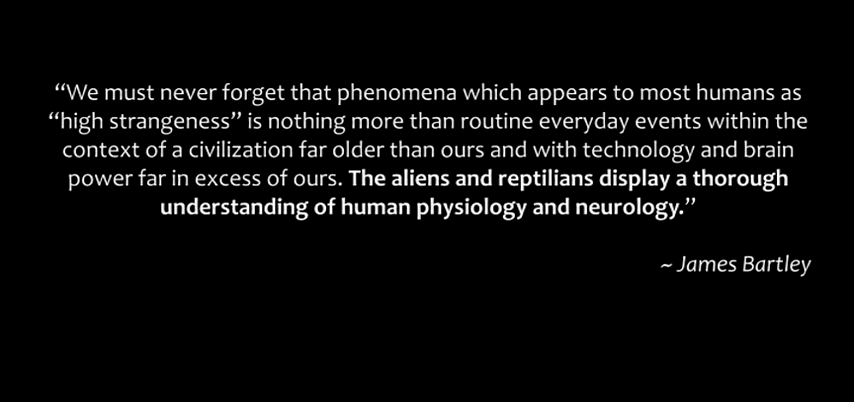 “We must never forget that phenomena which appears to most humans as
“high strangeness” is nothing more than routine everyday events within the
context of a civilization far older than ours and with technology and brain
power far in excess of ours. The aliens and reptilians display a thorough
understanding of human physiology and neurology.”
~ James Bartley